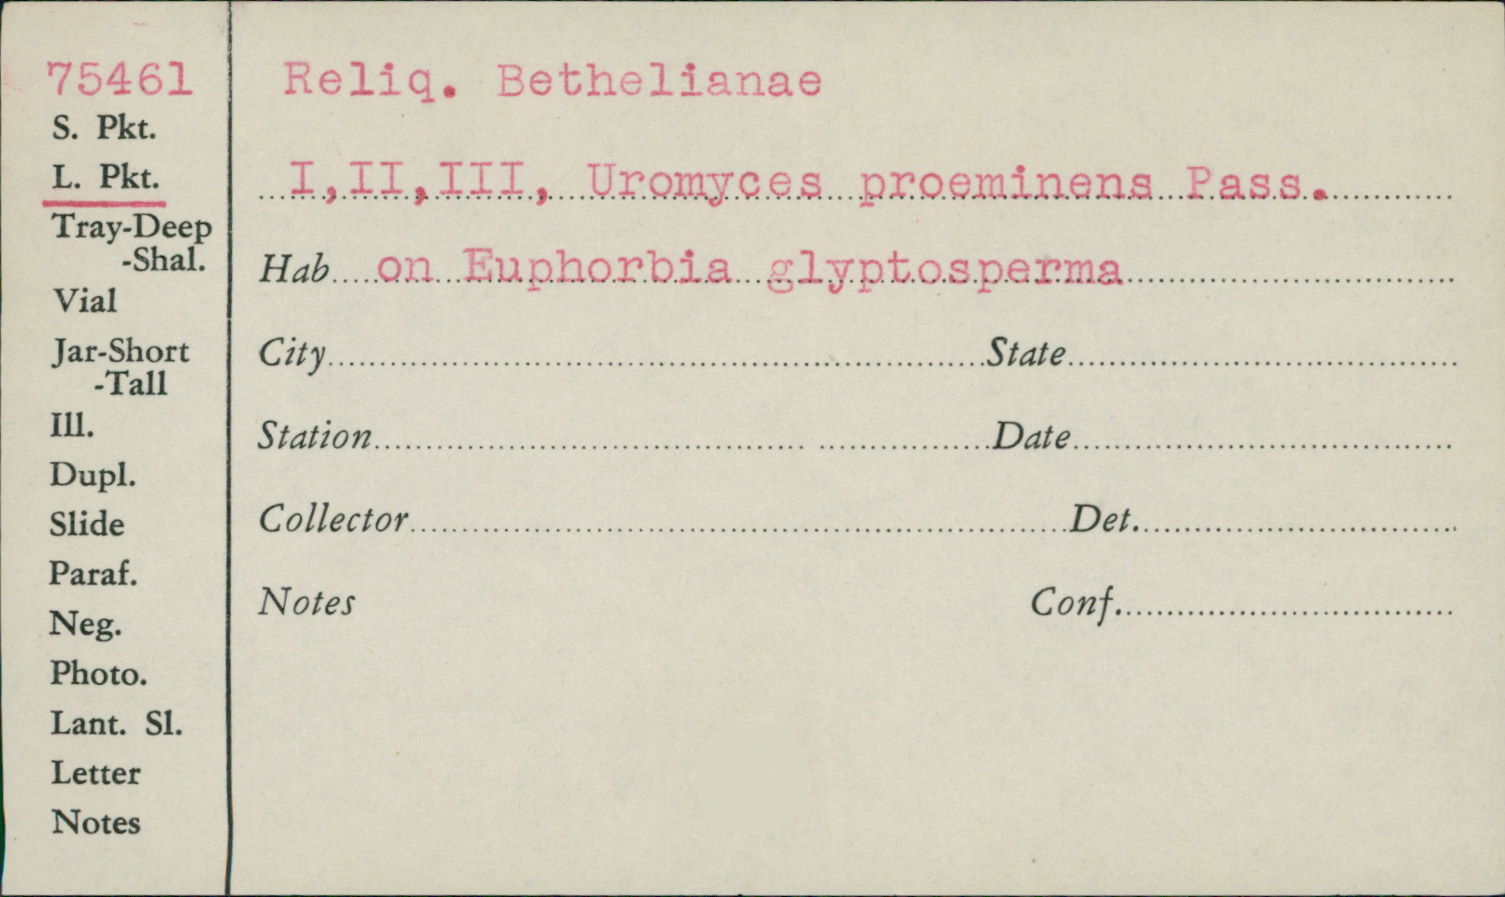 75461
S. Pkt.
L. Pkt.
Tray-Deep
-Shal.
Vial
Jar-Short
-Tall
Ill.
Dupl.
Slide
Paraf.
Neg.
Photo.
Lant. Sl.
Letter
Notes
Reliq. Bethelianae
I,II,III, Uromyces proeminens Pass.
Hab. on Euphorbia glyptosperma
City State
Station Date
Collector Det.
Notes Conf.